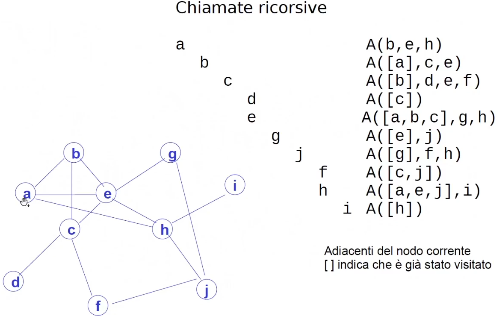 Chiamate ricorsive
a A(b,e,h)
b A([a],c,e)
c A([b],d,e,f)
d A([c])
e A([a,b,c],g,h)
g A([e],j)
j A([g],f,h)
f A([c,j])
h A([a,e,j],i)
i A([h])
b g
a e i
c h
d
f j
Adiacenti del nodo corrente
[ ] indica che è già stato visitato